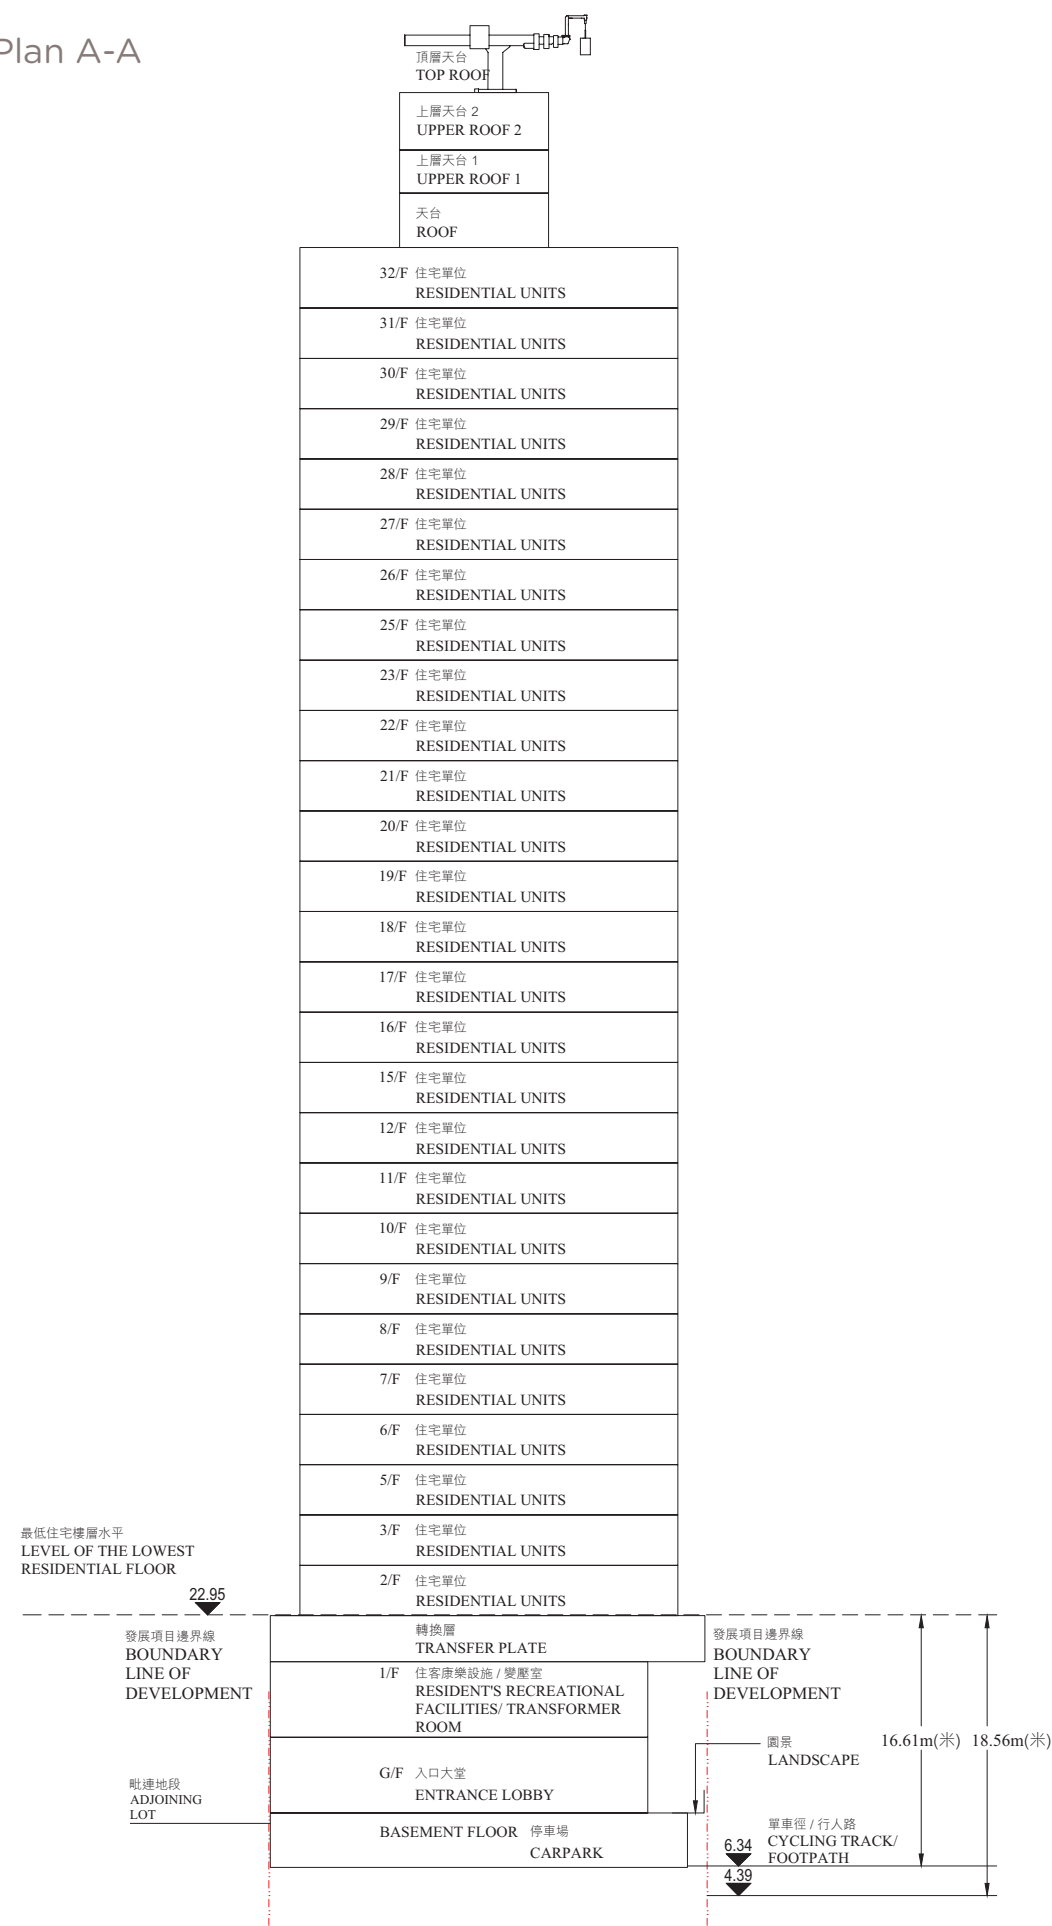 Plan A-A
頂層天台
TOP ROOF
上層天台 2
UPPER ROOF 2
上層天台 1
UPPER ROOF 1
天台
ROOF
32/F 住宅單位
RESIDENTIAL UNITS
31/F 住宅單位
RESIDENTIAL UNITS
30/F 住宅單位
RESIDENTIAL UNITS
29/F 住宅單位
RESIDENTIAL UNITS
28/F 住宅單位
RESIDENTIAL UNITS
27/F 住宅單位
RESIDENTIAL UNITS
26/F 住宅單位
RESIDENTIAL UNITS
25/F 住宅單位
RESIDENTIAL UNITS
23/F 住宅單位
RESIDENTIAL UNITS
22/F 住宅單位
RESIDENTIAL UNITS
21/F 住宅單位
RESIDENTIAL UNITS
20/F 住宅單位
RESIDENTIAL UNITS
19/F 住宅單位
RESIDENTIAL UNITS
18/F 住宅單位
RESIDENTIAL UNITS
17/F 住宅單位
RESIDENTIAL UNITS
16/F 住宅單位
RESIDENTIAL UNITS
15/F 住宅單位
RESIDENTIAL UNITS
12/F 住宅單位
RESIDENTIAL UNITS
11/F 住宅單位
RESIDENTIAL UNITS
10/F 住宅單位
RESIDENTIAL UNITS
9/F 住宅單位
RESIDENTIAL UNITS
8/F 住宅單位
RESIDENTIAL UNITS
7/F 住宅單位
RESIDENTIAL UNITS
6/F 住宅單位
RESIDENTIAL UNITS
5/F 住宅單位
RESIDENTIAL UNITS
3/F 住宅單位
RESIDENTIAL UNITS
2/F 住宅單位
RESIDENTIAL UNITS
最低住宅樓層水平
LEVEL OF THE LOWEST
RESIDENTIAL FLOOR
22.95
轉換層
TRANSFER PLATE
發展項目邊界線
BOUNDARY
LINE OF
DEVELOPMENT
1/F 住客康樂設施 / 變壓室
RESIDENT'S RECREATIONAL
FACILITIES/ TRANSFORMER
ROOM
發展項目邊界線
BOUNDARY
LINE OF
DEVELOPMENT
16.61m(米)
18.56m(米)
園景
LANDSCAPE
G/F 入口大堂
ENTRANCE LOBBY
毗連地段
ADJOINING
LOT
BASEMENT FLOOR 停車場
CARPARK
單車徑 / 行人路
CYCLING TRACK/
FOOTPATH
6.34
4.39